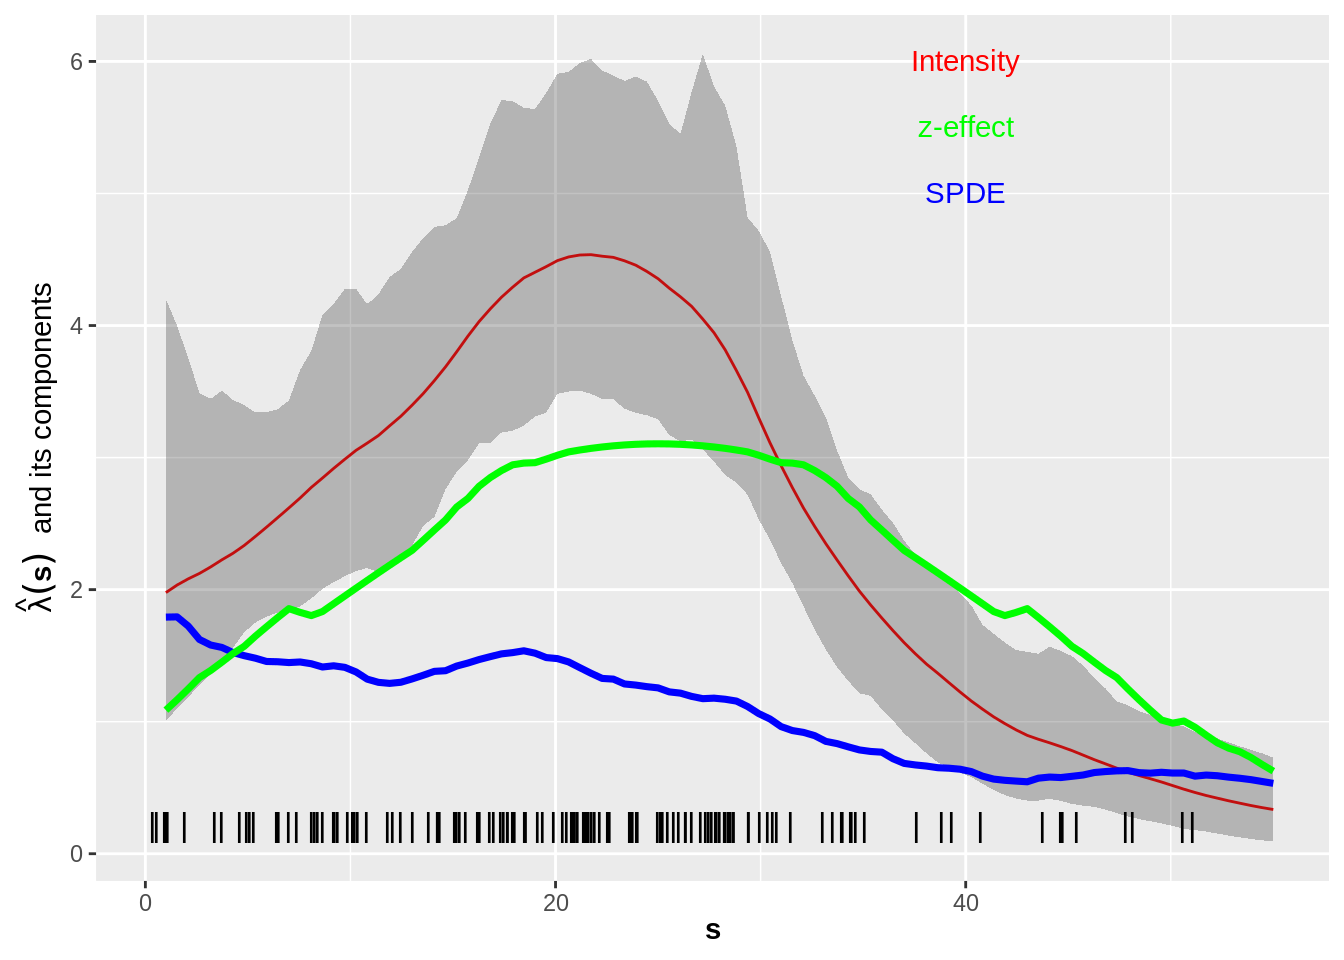 Intensity
z-effect
SPDE
6
4
2
0
0 20 40
s
λ̂(s) and its components